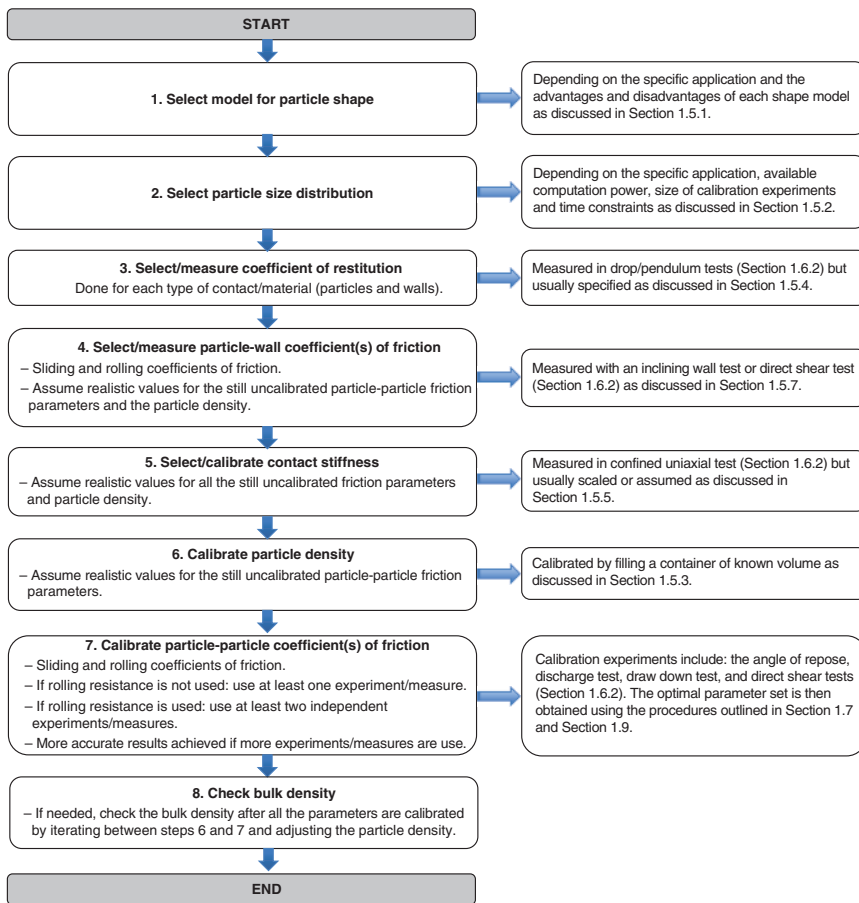 START
1. Select model for particle shape
Depending on the specific application and the
advantages and disadvantages of each shape model
as discussed in Section 1.5.1.
2. Select particle size distribution
Depending on the specific application, available
computation power, size of calibration experiments
and time constraints as discussed in Section 1.5.2.
3. Select/measure coefficient of restitution
Done for each type of contact/material (particles and walls).
Measured in drop/pendulum tests (Section 1.6.2) but
usually specified as discussed in Section 1.5.4.
4. Select/measure particle-wall coefficient(s) of friction
– Sliding and rolling coefficients of friction.
– Assume realistic values for the still uncalibrated particle-particle friction
parameters and the particle density.
Measured with an inclining wall test or direct shear test
(Section 1.6.2) as discussed in Section 1.5.7.
5. Select/calibrate contact stiffness
– Assume realistic values for all the still uncalibrated friction parameters
and particle density.
Measured in confined uniaxial test (Section 1.6.2) but
usually scaled or assumed as discussed in
Section 1.5.5.
6. Calibrate particle density
– Assume realistic values for the still uncalibrated particle-particle friction
parameters.
Calibrated by filling a container of known volume as
discussed in Section 1.5.3.
7. Calibrate particle-particle coefficient(s) of friction
– Sliding and rolling coefficients of friction.
– If rolling resistance is not used: use at least one experiment/measure.
– If rolling resistance is used: use at least two independent
experiments/measures.
– More accurate results achieved if more experiments/measures are use.
Calibration experiments include: the angle of repose,
discharge test, draw down test, and direct shear tests
(Section 1.6.2). The optimal parameter set is then
obtained using the procedures outlined in Section 1.7
and Section 1.9.
8. Check bulk density
– If needed, check the bulk density after all the parameters are calibrated
by iterating between steps 6 and 7 and adjusting the particle density.
END